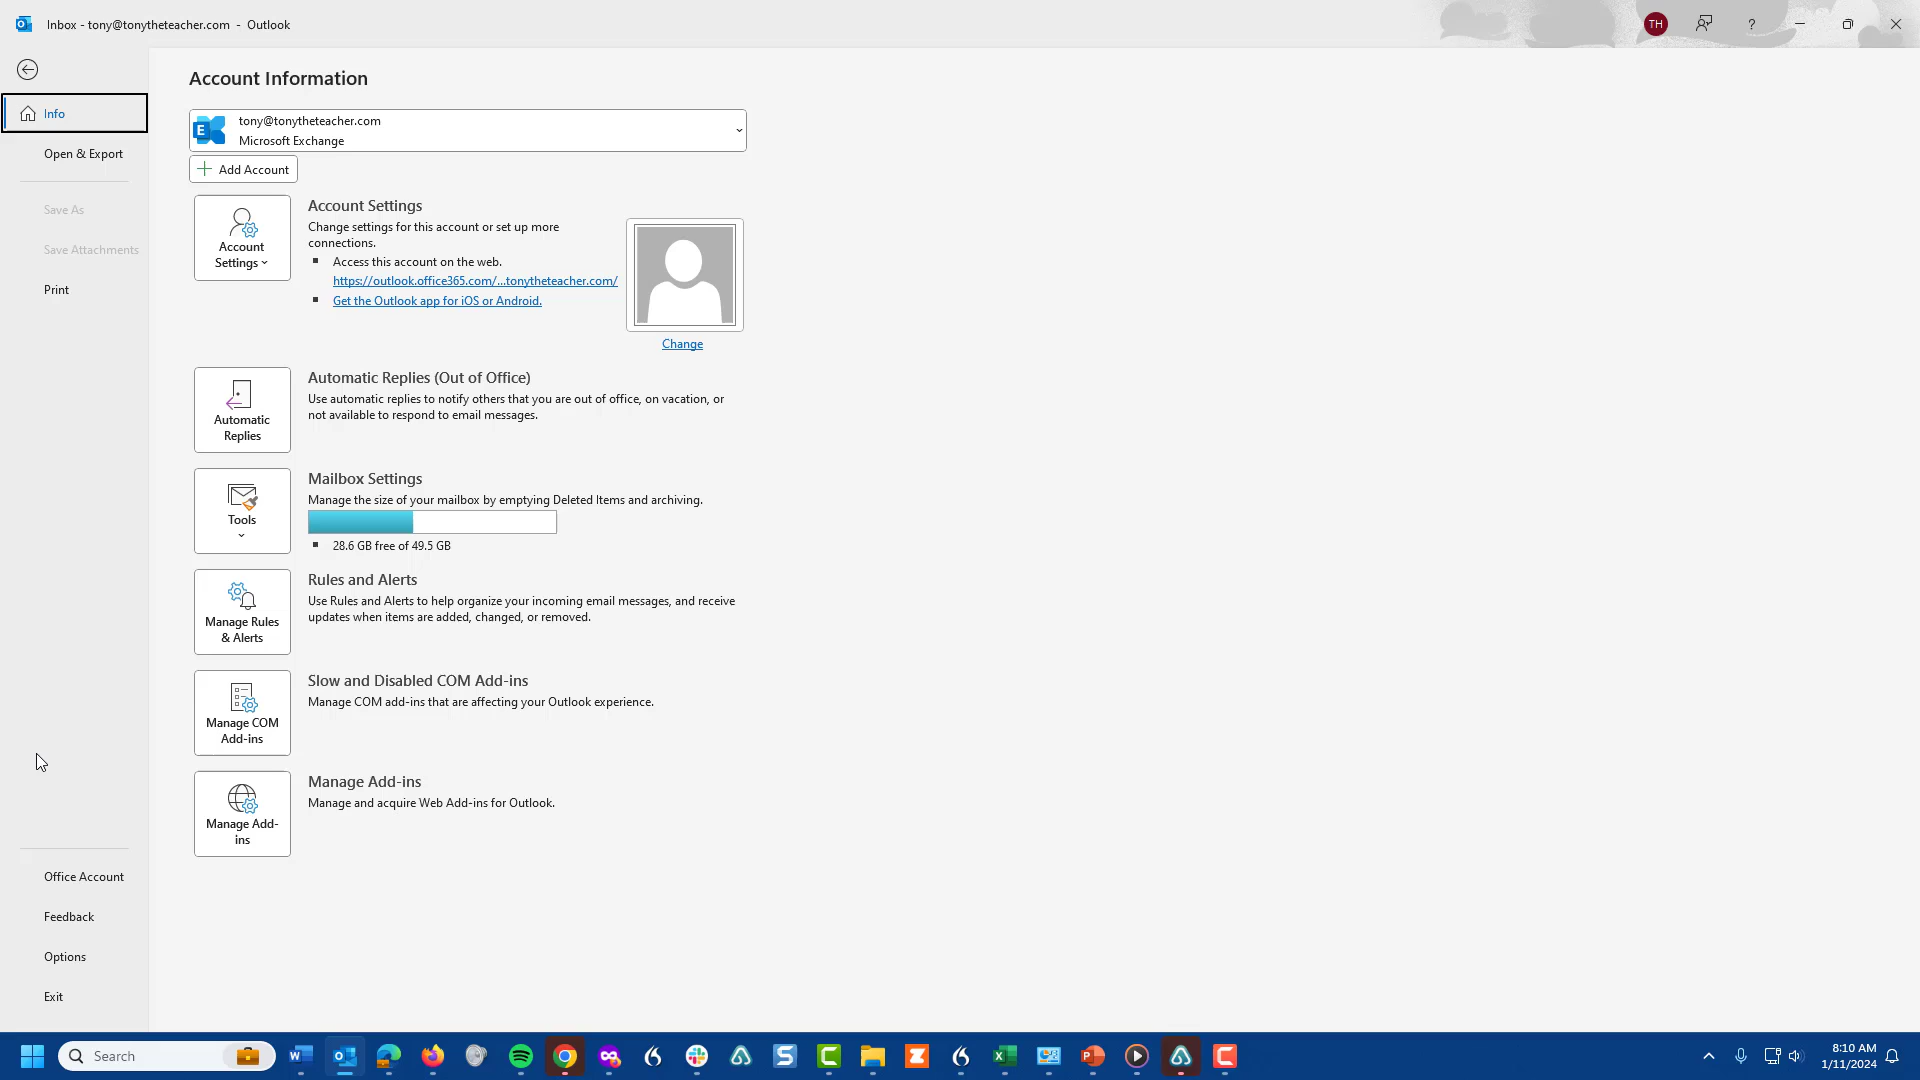 Inbox - tony@tonytheteacher.com - Outlook
TH
?
Info
Open & Export
Save As
Save Attachments
Print
Office Account
Feedback
Options
Exit
Account Information
tony@tonytheteacher.com
Microsoft Exchange
Add Account
Account
Settings
Account Settings
Change settings for this account or set up more
connections.
Access this account on the web.
https://outlook.office365.com/...tonytheteacher.com/
Get the Outlook app for iOS or Android.
Change
Automatic
Replies
Automatic Replies (Out of Office)
Use automatic replies to notify others that you are out of office, on vacation, or
not available to respond to email messages.
Tools
Mailbox Settings
Manage the size of your mailbox by emptying Deleted Items and archiving.
28.6 GB free of 49.5 GB
Manage Rules
& Alerts
Rules and Alerts
Use Rules and Alerts to help organize your incoming email messages, and receive
updates when items are added, changed, or removed.
Manage COM
Add-ins
Slow and Disabled COM Add-ins
Manage COM add-ins that are affecting your Outlook experience.
Manage Add-
ins
Manage Add-ins
Manage and acquire Web Add-ins for Outlook.
Search
8:10 AM
1/11/2024